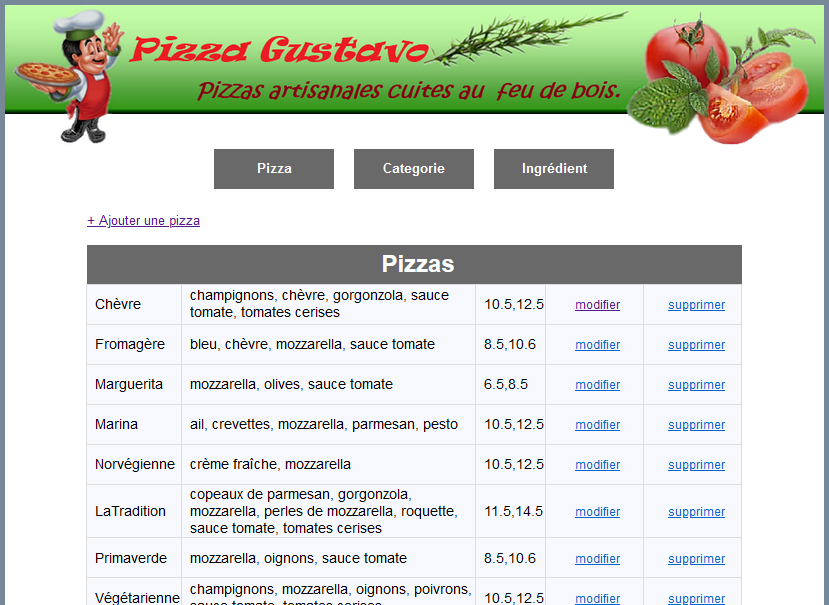 Pizza Gustavo
Pizzas artisanales cuites au feu de bois.
Pizza Categorie Ingrédient
+ Ajouter une pizza
Pizzas
Chèvre champignons, chèvre, gorgonzola, sauce 10.5,12.5 modifier supprimer
tomate, tomates cerises
Fromagère bleu, chèvre, mozzarella, sauce tomate 8.5,10.6 modifier supprimer
Marguerita mozzarella, olives, sauce tomate 6.5,8.5 modifier supprimer
Marina ail, crevettes, mozzarella, parmesan, pesto 10.5,12.5 modifier supprimer
Norvégienne crème fraîche, mozzarella 10.5,12.5 modifier supprimer
copeaux de parmesan, gorgonzola,
LaTradition mozzarella, perles de mozzarella, roquette, 11.5,14.5 modifier supprimer
sauce tomate, tomates cerises
Primaverde mozzarella, oignons, sauce tomate 8.5,10.6 modifier supprimer
Végétarienne champignons, mozzarella, oignons, poivrons, 10.5,12.5 modifier supprimer
sauce tomate, tomates cerises